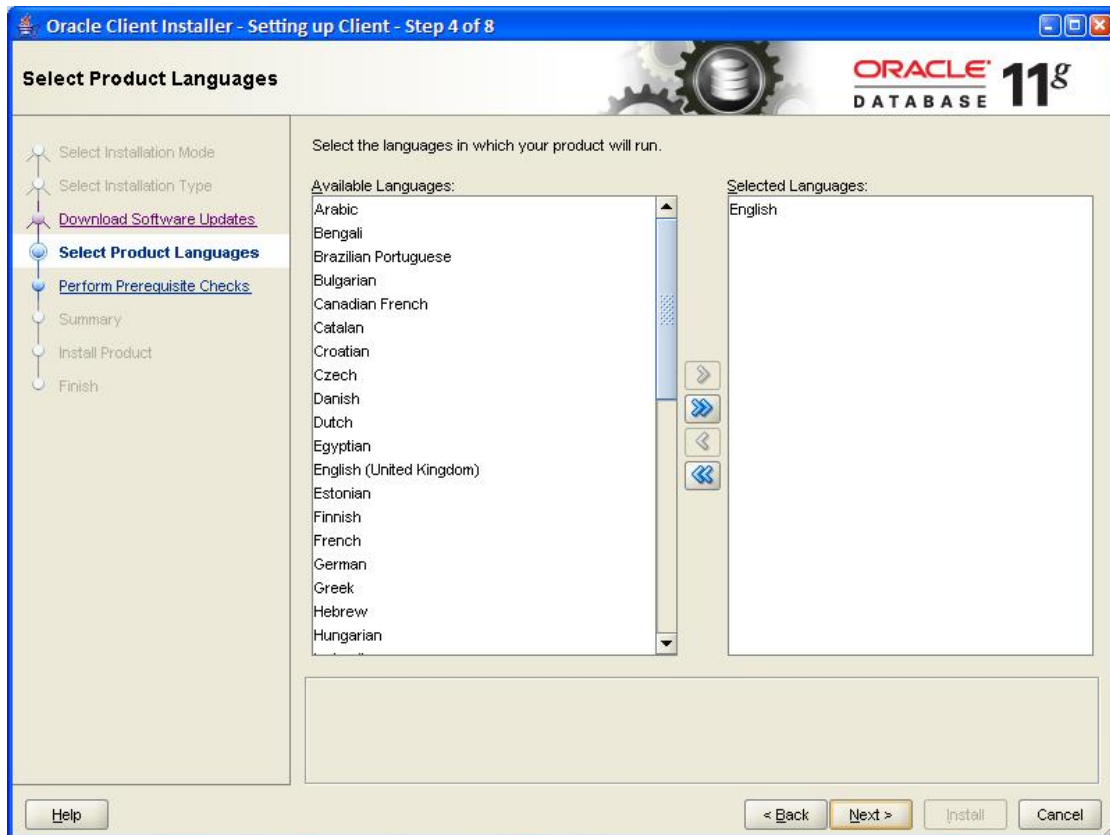 Oracle Client Installer - Setting up Client - Step 4 of 8
Select Product Languages
ORACLE
DATABASE
11g
Select Installation Mode
Select Installation Type
Download Software Updates
Select Product Languages
Perform Prerequisite Checks
Summary
Install Product
Finish
Select the languages in which your product will run.
Available Languages:
Arabic
Bengali
Brazilian Portuguese
Bulgarian
Canadian French
Catalan
Croatian
Czech
Danish
Dutch
Egyptian
English (United Kingdom)
Estonian
Finnish
French
German
Greek
Hebrew
Hungarian
Selected Languages:
English
Help
< Back
Next >
Install
Cancel